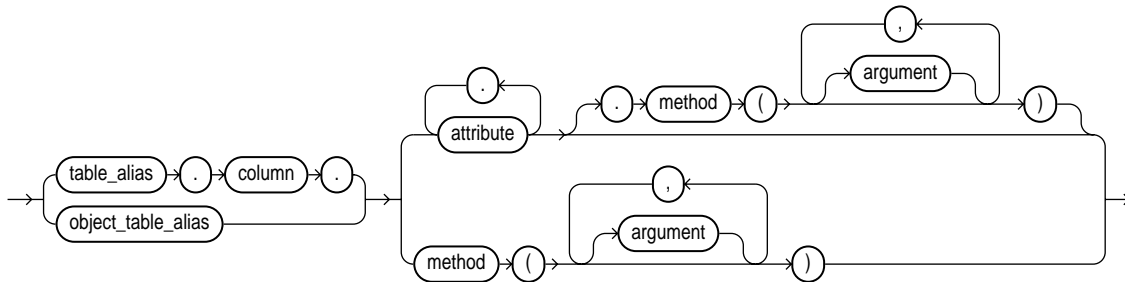 ,
argument
.
. method ( )
attribute
table_alias . column .
,
object_table_alias
argument
method ( )